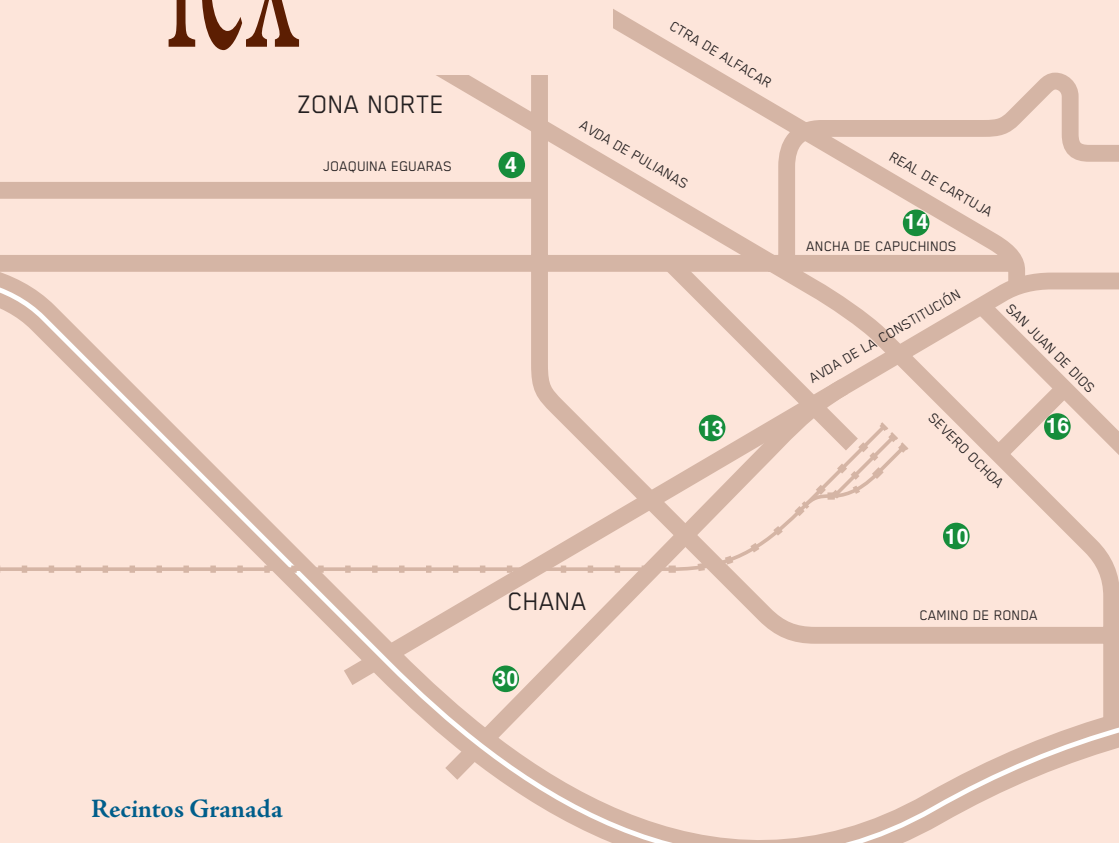 CTRA DE ALFACAR
ZONA NORTE
AVDA DE PULIANAS
JOAQUINA EGUARAS
4
REAL DE CARTUJA
14
ANCHA DE CAPUCHINOS
AVDA DE LA CONSTITUCIÓN
SAN JUAN DE DIOS
13
16
SEVERO OCHOA
10
CHANA
CAMINO DE RONDA
30
Recintos Granada